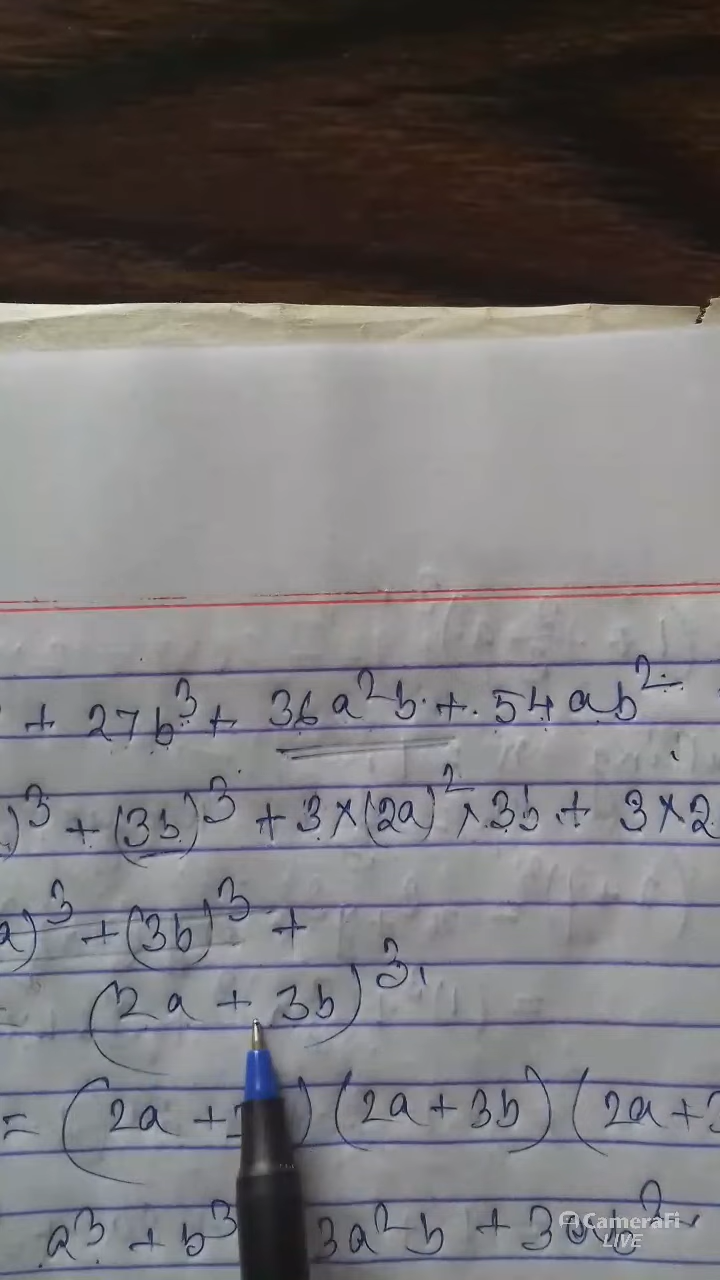 + 27b³ + 36a²b + 54ab²
)³ + (3b)³ + 3×(2a)²×3b + 3×2
a)³ + (3b)³ +
= (2a + 3b)³
= (2a + ) (2a + 3b) (2a +
a³ + b³ 3a²b + 3ab²
CameraFi
LIVE